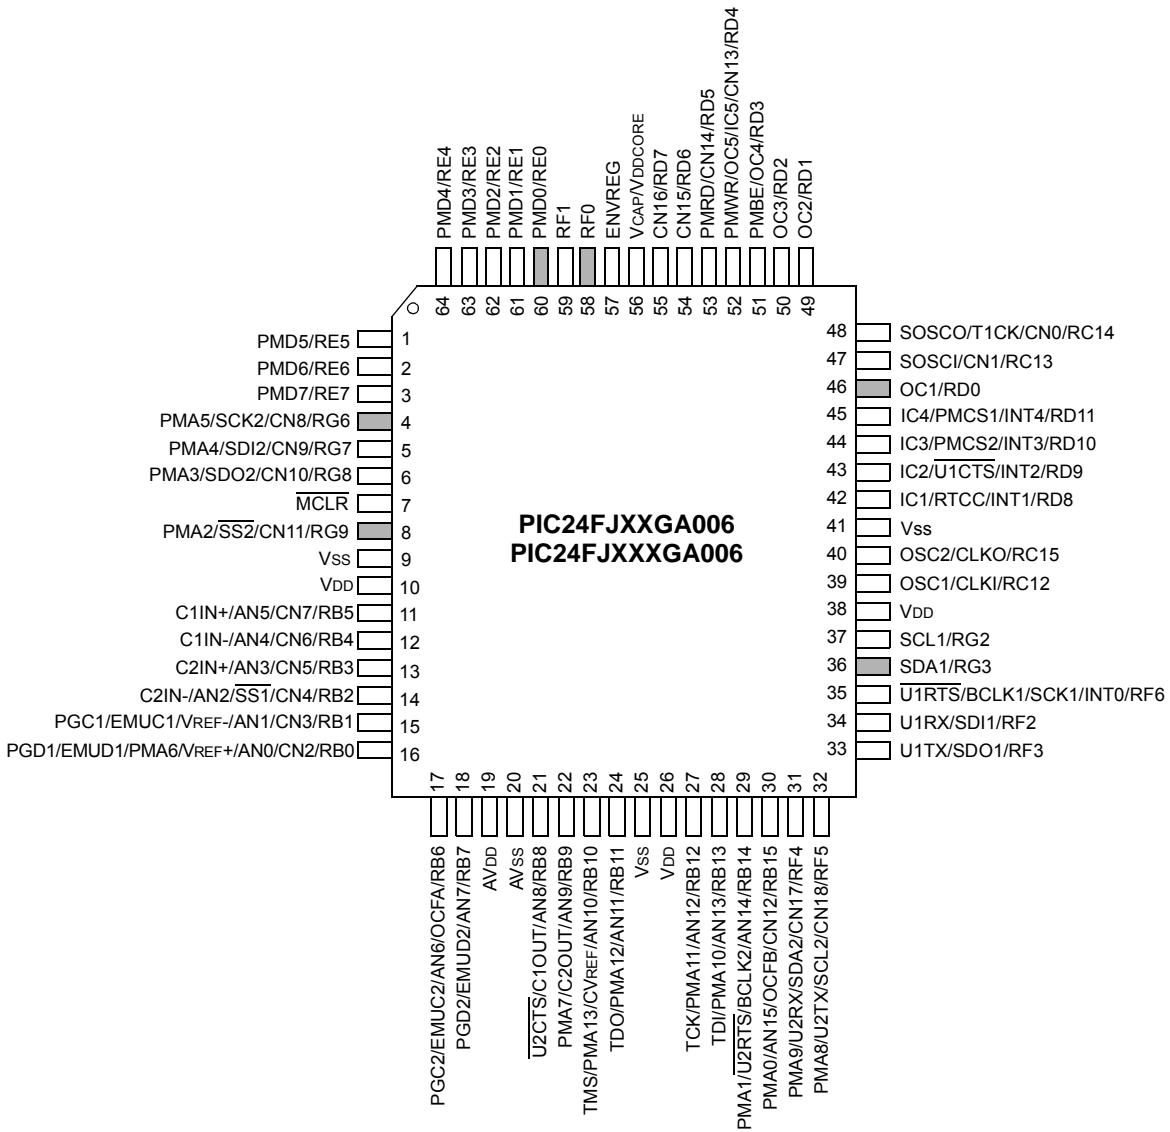 PMD4/RE4
PMD3/RE3
PMD2/RE2
PMD1/RE1
PMD0/RE0
RF1
RF0
ENVREG
VCAP/VDDCORE
CN16/RD7
CN15/RD6
PMRD/CN14/RD5
PMWR/OC5/IC5/CN13/RD4
PMBE/OC4/RD3
OC3/RD2
OC2/RD1
64
63
62
61
60
59
58
57
56
55
54
53
52
51
50
49
PMD5/RE5 1
PMD6/RE6 2
PMD7/RE7 3
PMA5/SCK2/CN8/RG6 4
PMA4/SDI2/CN9/RG7 5
PMA3/SDO2/CN10/RG8 6
MCLR 7
PMA2/SS2/CN11/RG9 8
VSS 9
VDD 10
C1IN+/AN5/CN7/RB5 11
C1IN-/AN4/CN6/RB4 12
C2IN+/AN3/CN5/RB3 13
C2IN-/AN2/SS1/CN4/RB2 14
PGC1/EMUC1/VREF-/AN1/CN3/RB1 15
PGD1/EMUD1/PMA6/VREF+/AN0/CN2/RB0 16
PIC24FJXXGA006
PIC24FJXXXGA006
48 SOSCO/T1CK/CN0/RC14
47 SOSCI/CN1/RC13
46 OC1/RD0
45 IC4/PMCS1/INT4/RD11
44 IC3/PMCS2/INT3/RD10
43 IC2/U1CTS/INT2/RD9
42 IC1/RTCC/INT1/RD8
41 Vss
40 OSC2/CLKO/RC15
39 OSC1/CLKI/RC12
38 VDD
37 SCL1/RG2
36 SDA1/RG3
35 U1RTS/BCLK1/SCK1/INT0/RF6
34 U1RX/SDI1/RF2
33 U1TX/SDO1/RF3
17
18
19
20
21
22
23
24
25
26
27
28
29
30
31
32
PGC2/EMUC2/AN6/OCFA/RB6
PGD2/EMUD2/AN7/RB7
AVDD
AVSS
U2CTS/C1OUT/AN8/RB8
PMA7/C2OUT/AN9/RB9
TMS/PMA13/CVREF/AN10/RB10
TDO/PMA12/AN11/RB11
VSS
VDD
TCK/PMA11/AN12/RB12
TDI/PMA10/AN13/RB13
PMA1/U2RTS/BCLK2/AN14/RB14
PMA0/AN15/OCFB/CN12/RB15
PMA9/U2RX/SDA2/CN17/RF4
PMA8/U2TX/SCL2/CN18/RF5